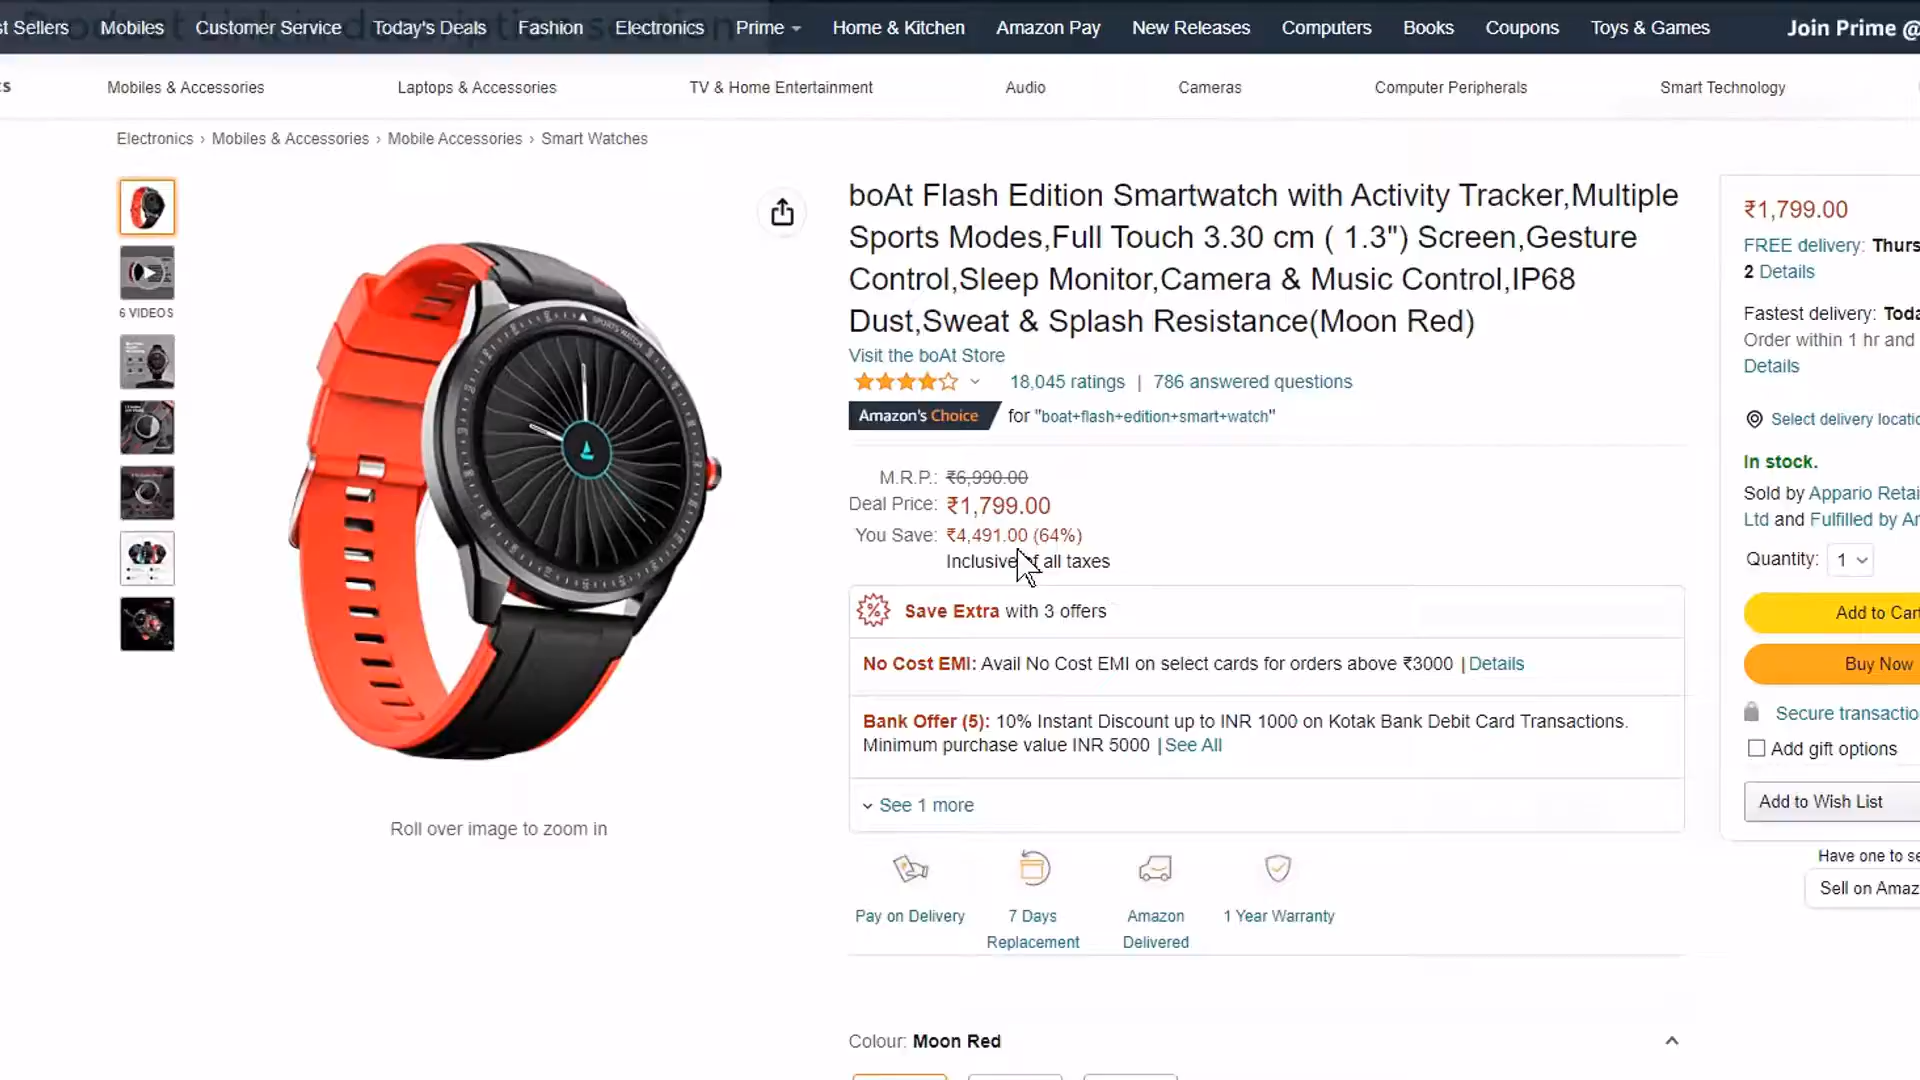 st Sellers Mobiles Customer Service Today's Deals Fashion Electronics Prime Home & Kitchen Amazon Pay New Releases Computers Books Coupons Toys & Games Join Prime @
Mobiles & Accessories Laptops & Accessories TV & Home Entertainment Audio Cameras Computer Peripherals Smart Technology
Electronics › Mobiles & Accessories › Mobile Accessories › Smart Watches
6 VIDEOS
SPORTS WATCH
Roll over image to zoom in
boAt Flash Edition Smartwatch with Activity Tracker,Multiple
Sports Modes,Full Touch 3.30 cm ( 1.3") Screen,Gesture
Control,Sleep Monitor,Camera & Music Control,IP68
Dust,Sweat & Splash Resistance(Moon Red)
Visit the boAt Store
18,045 ratings | 786 answered questions
Amazon's Choice for "boat+flash+edition+smart+watch"
M.R.P.: ₹6,990.00
Deal Price: ₹1,799.00
You Save: ₹4,491.00 (64%)
Inclusive of all taxes
Save Extra with 3 offers
No Cost EMI: Avail No Cost EMI on select cards for orders above ₹3000 | Details
Bank Offer (5): 10% Instant Discount up to INR 1000 on Kotak Bank Debit Card Transactions.
Minimum purchase value INR 5000 | See All
See 1 more
Pay on Delivery
7 Days
Replacement
Amazon
Delivered
1 Year Warranty
Colour: Moon Red
₹1,799.00
FREE delivery: Thurs
2 Details
Fastest delivery: Toda
Order within 1 hr and
Details
Select delivery locatio
In stock.
Sold by Appario Retai
Ltd and Fulfilled by Am
Quantity: 1
Add to Cart
Buy Now
Secure transactio
Add gift options
Add to Wish List
Have one to se
Sell on Amaz